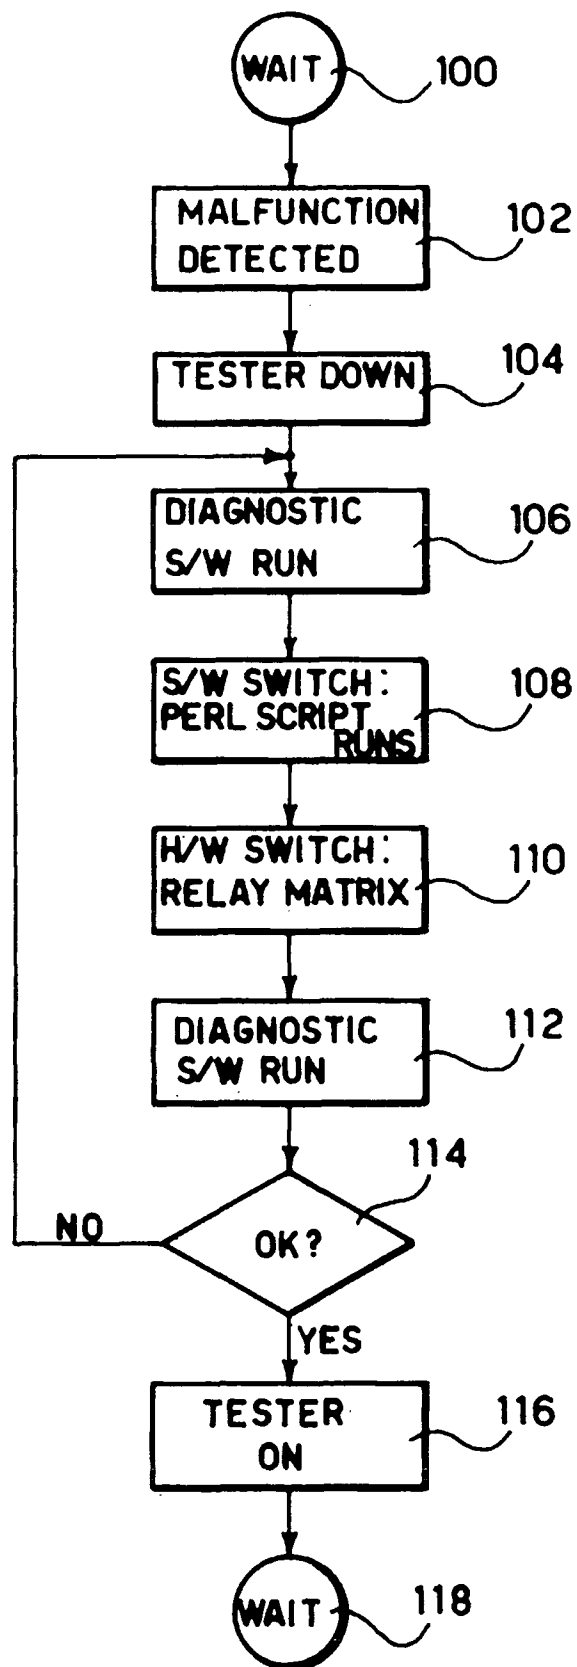 WAIT
100
MALFUNCTION
DETECTED
102
TESTER DOWN
104
DIAGNOSTIC
S/W RUN
106
S/W SWITCH:
PERL SCRIPT
RUNS
108
H/W SWITCH:
RELAY MATRIX
110
DIAGNOSTIC
S/W RUN
112
114
OK?
NO
YES
TESTER
ON
116
WAIT
118